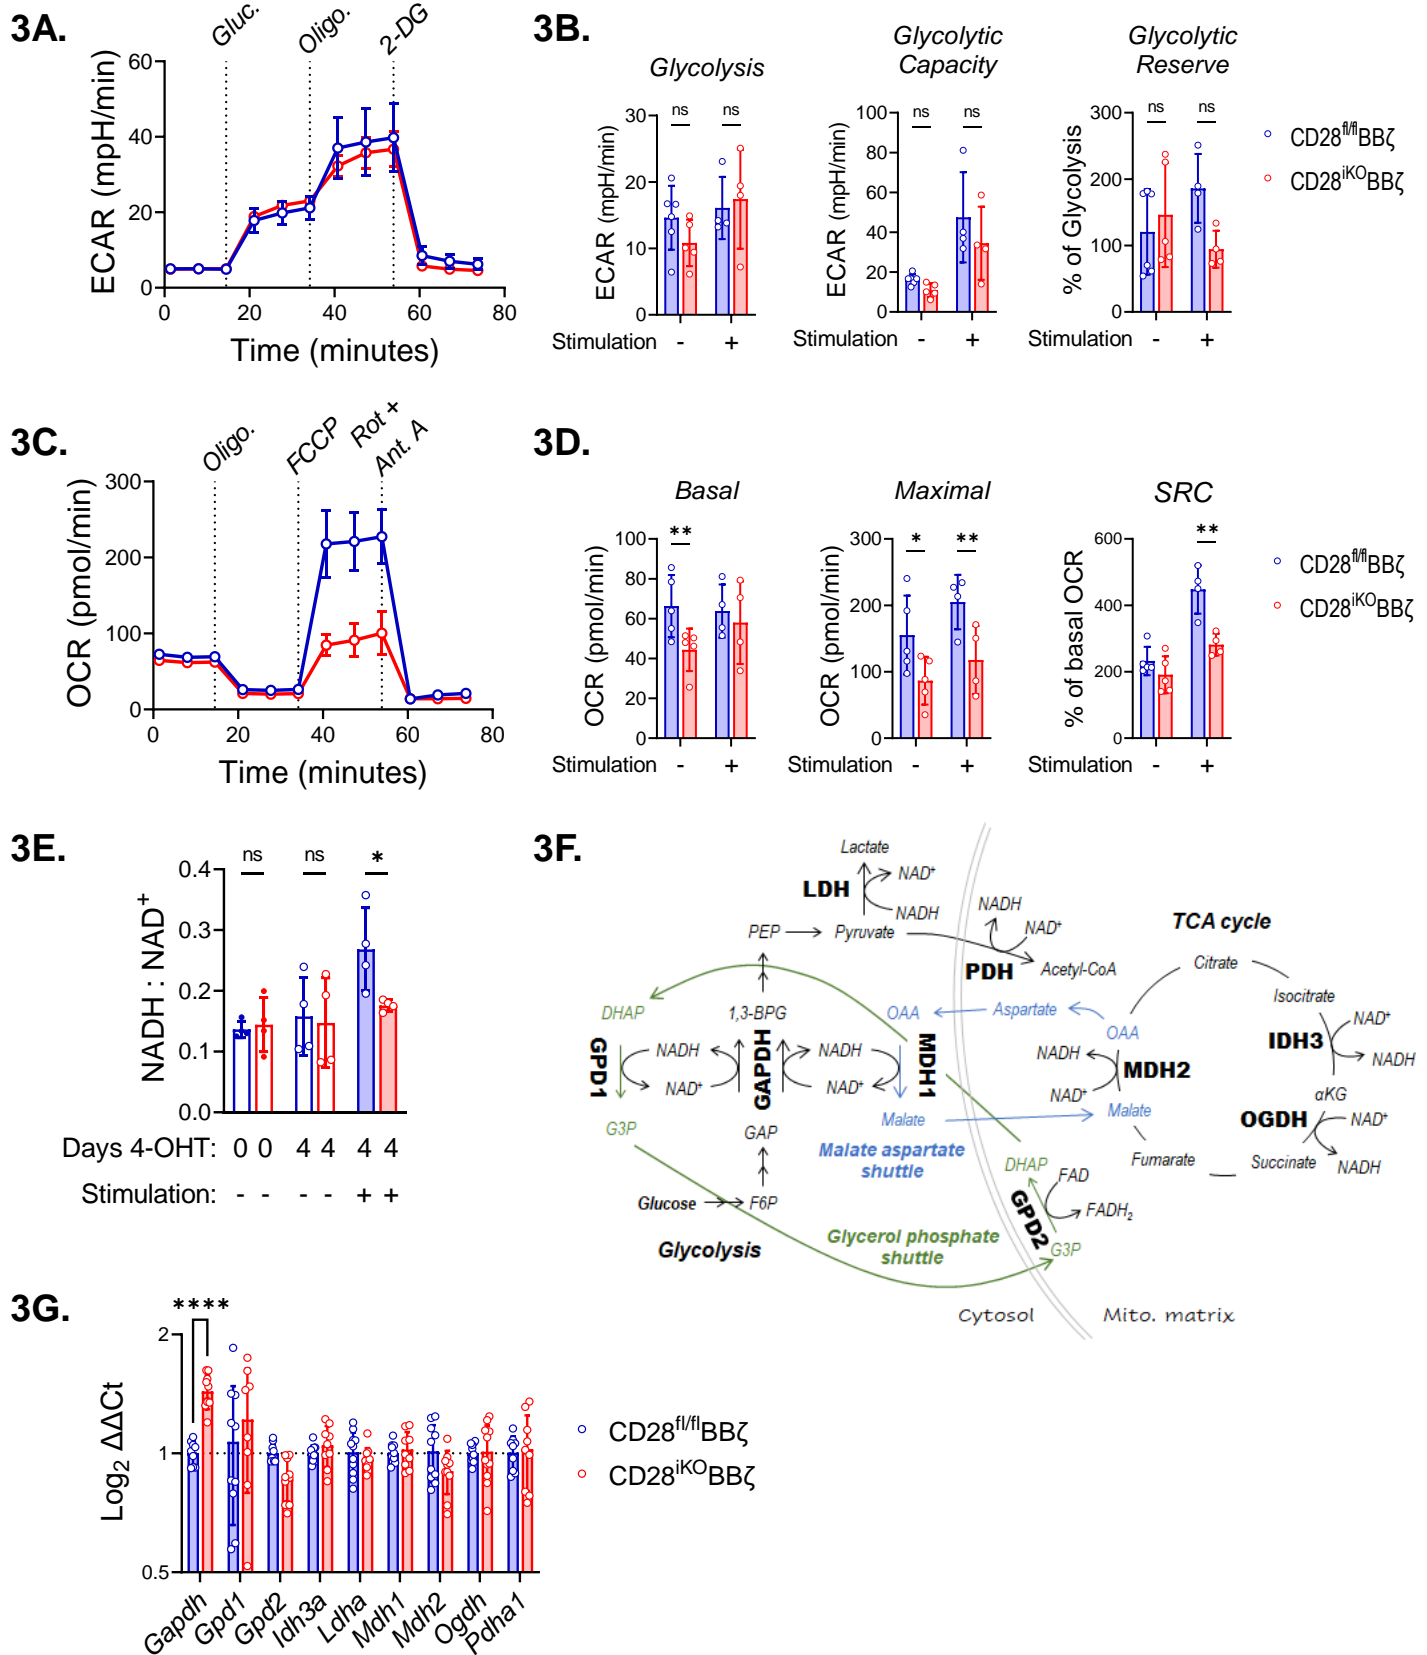 3A.
Gluc.
Oligo.
2-DG
60
40
20
0
ECAR (mpH/min)
0
20
40
60
80
Time (minutes)
3B.
Glycolysis
30
20
10
0
ECAR (mpH/min)
ns
ns
Stimulation
-
+
Glycolytic
Capacity
100
80
60
40
20
0
ECAR (mpH/min)
ns
ns
Stimulation
-
+
Glycolytic
Reserve
300
200
100
0
% of Glycolysis
ns
ns
Stimulation
-
+
CD28fl/flBBζ
CD28iKOBBζ
3C.
Oligo.
FCCP
Rot +
Ant. A
300
200
100
0
OCR (pmol/min)
0
20
40
60
80
Time (minutes)
3D.
Basal
100
80
60
40
20
0
OCR (pmol/min)
**
Stimulation
-
+
Maximal
300
200
100
0
OCR (pmol/min)
*
**
Stimulation
-
+
SRC
600
400
200
0
% of basal OCR
**
Stimulation
-
+
CD28fl/flBBζ
CD28iKOBBζ
3E.
0.4
0.3
0.2
0.1
0.0
NADH : NAD+
ns
ns
*
Days 4-OHT: 0 0 4 4 4 4
Stimulation: - - - - + +
3F.
Lactate
LDH
NAD+
NADH
PEP
Pyruvate
NADH
NAD+
PDH
Acetyl-CoA
TCA cycle
Citrate
Isocitrate
NAD+
IDH3
NADH
αKG
OGDH
NAD+
NADH
Succinate
Fumarate
Malate
MDH2
NADH
NAD+
OAA
Aspartate
OAA
DHAP
1,3-BPG
GPD1
NADH
NAD+
GAPDH
NADH
NAD+
MDH1
G3P
GAP
Malate
Malate aspartate
shuttle
Glucose
F6P
Glycolysis
Glycerol phosphate
shuttle
DHAP
FAD
FADH2
GPD2
G3P
Cytosol
Mito. matrix
3G.
****
2
1
0.5
Log2 ΔΔCt
Gapdh
Gpd1
Gpd2
Idh3a
Ldha
Mdh1
Mdh2
Ogdh
Pdha1
CD28fl/flBBζ
CD28iKOBBζ